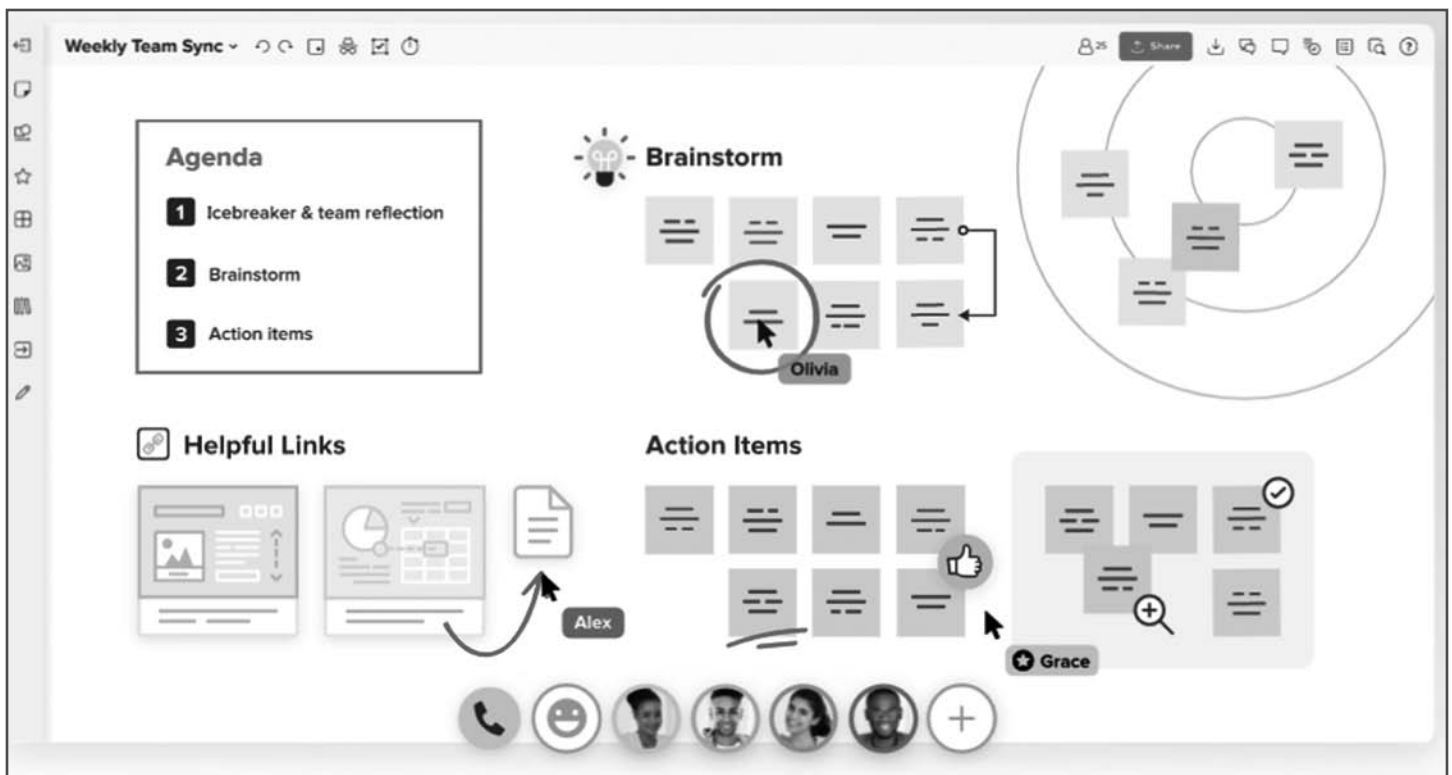 Weekly Team Sync
25
Share
Agenda
1 Icebreaker & team reflection
2 Brainstorm
3 Action items
Brainstorm
Olivia
Helpful Links
Alex
Action Items
Grace